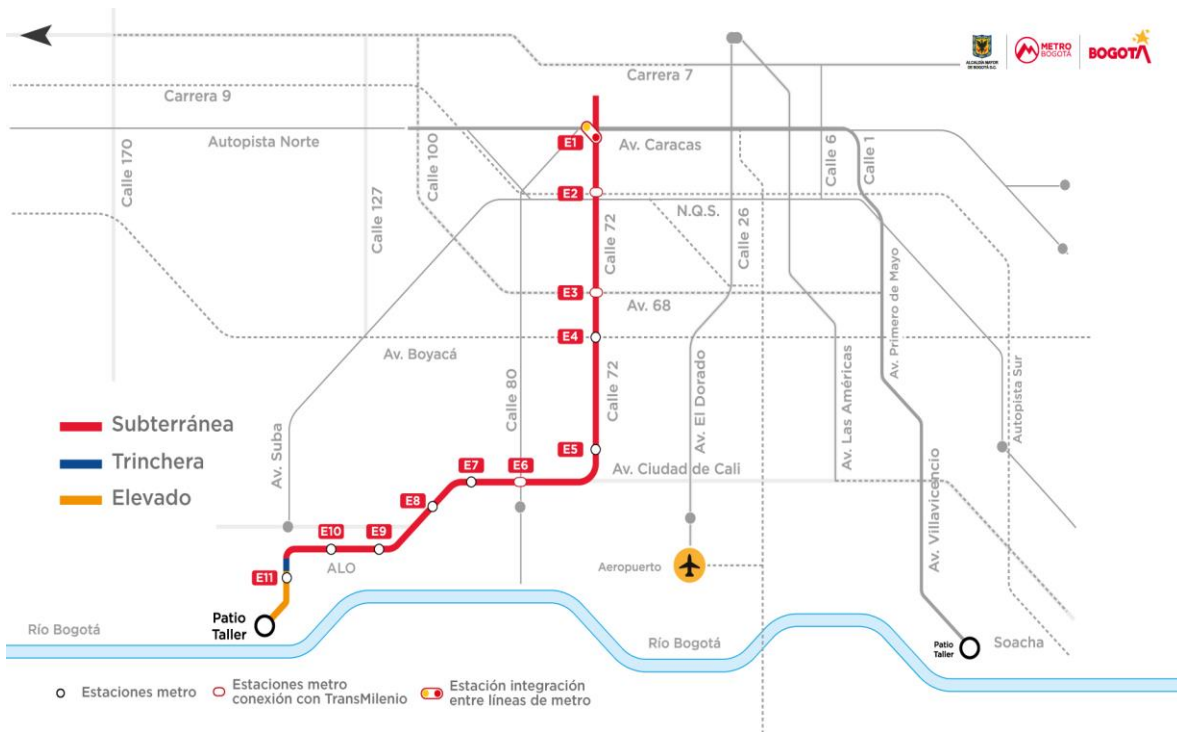 ALCALDÍA MAYOR
DE BOGOTÁ D.C.
METRO
BOGOTÁ
BOGOTÁ
Carrera 7
Carrera 9
Autopista Norte
Av. Caracas
Calle 170
Calle 127
Calle 100
Calle 6
Calle 1
E1
E2
N.Q.S.
Calle 72
Calle 26
E3
Av. 68
E4
Av. Boyacá
Calle 80
Calle 72
Av. El Dorado
Av. Las Américas
Av. Primero de Mayo
Autopista Sur
Subterránea
Trinchera
Elevado
Av. Suba
E5
E7
E6
Av. Ciudad de Cali
E8
E10
E9
ALO
E11
Aeropuerto
Av. Villavicencio
Patio
Taller
Río Bogotá
Río Bogotá
Patio
Taller
Soacha
Estaciones metro
Estaciones metro
conexión con TransMilenio
Estación integración
entre líneas de metro